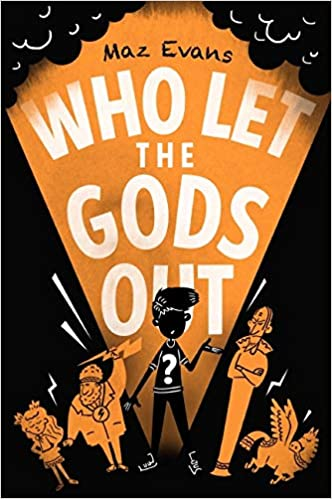 Maz Evans
WHO LET
THE
GODS
OUT
?